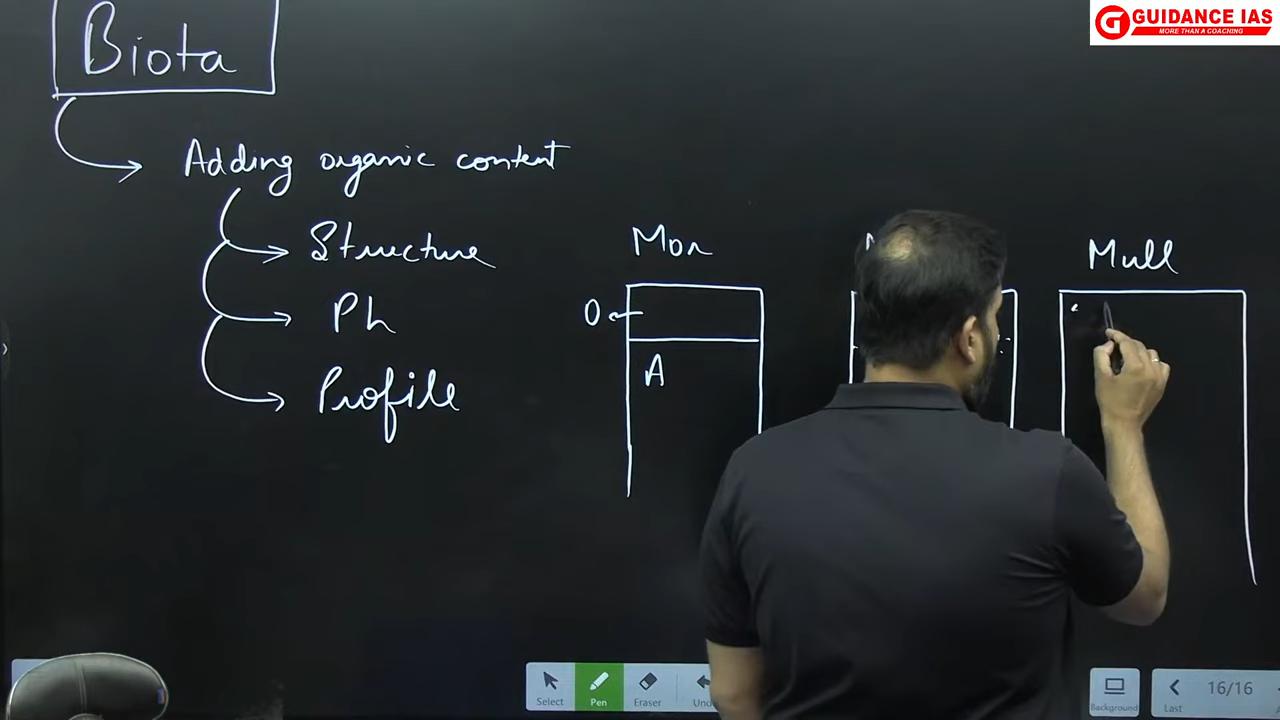 GUIDANCE IAS
MORE THAN A COACHING
Biota
Adding organic content
Structure
Ph
Profile
Mor
Mull
O
A
Select
Pen
Eraser
Background
Last
16/16